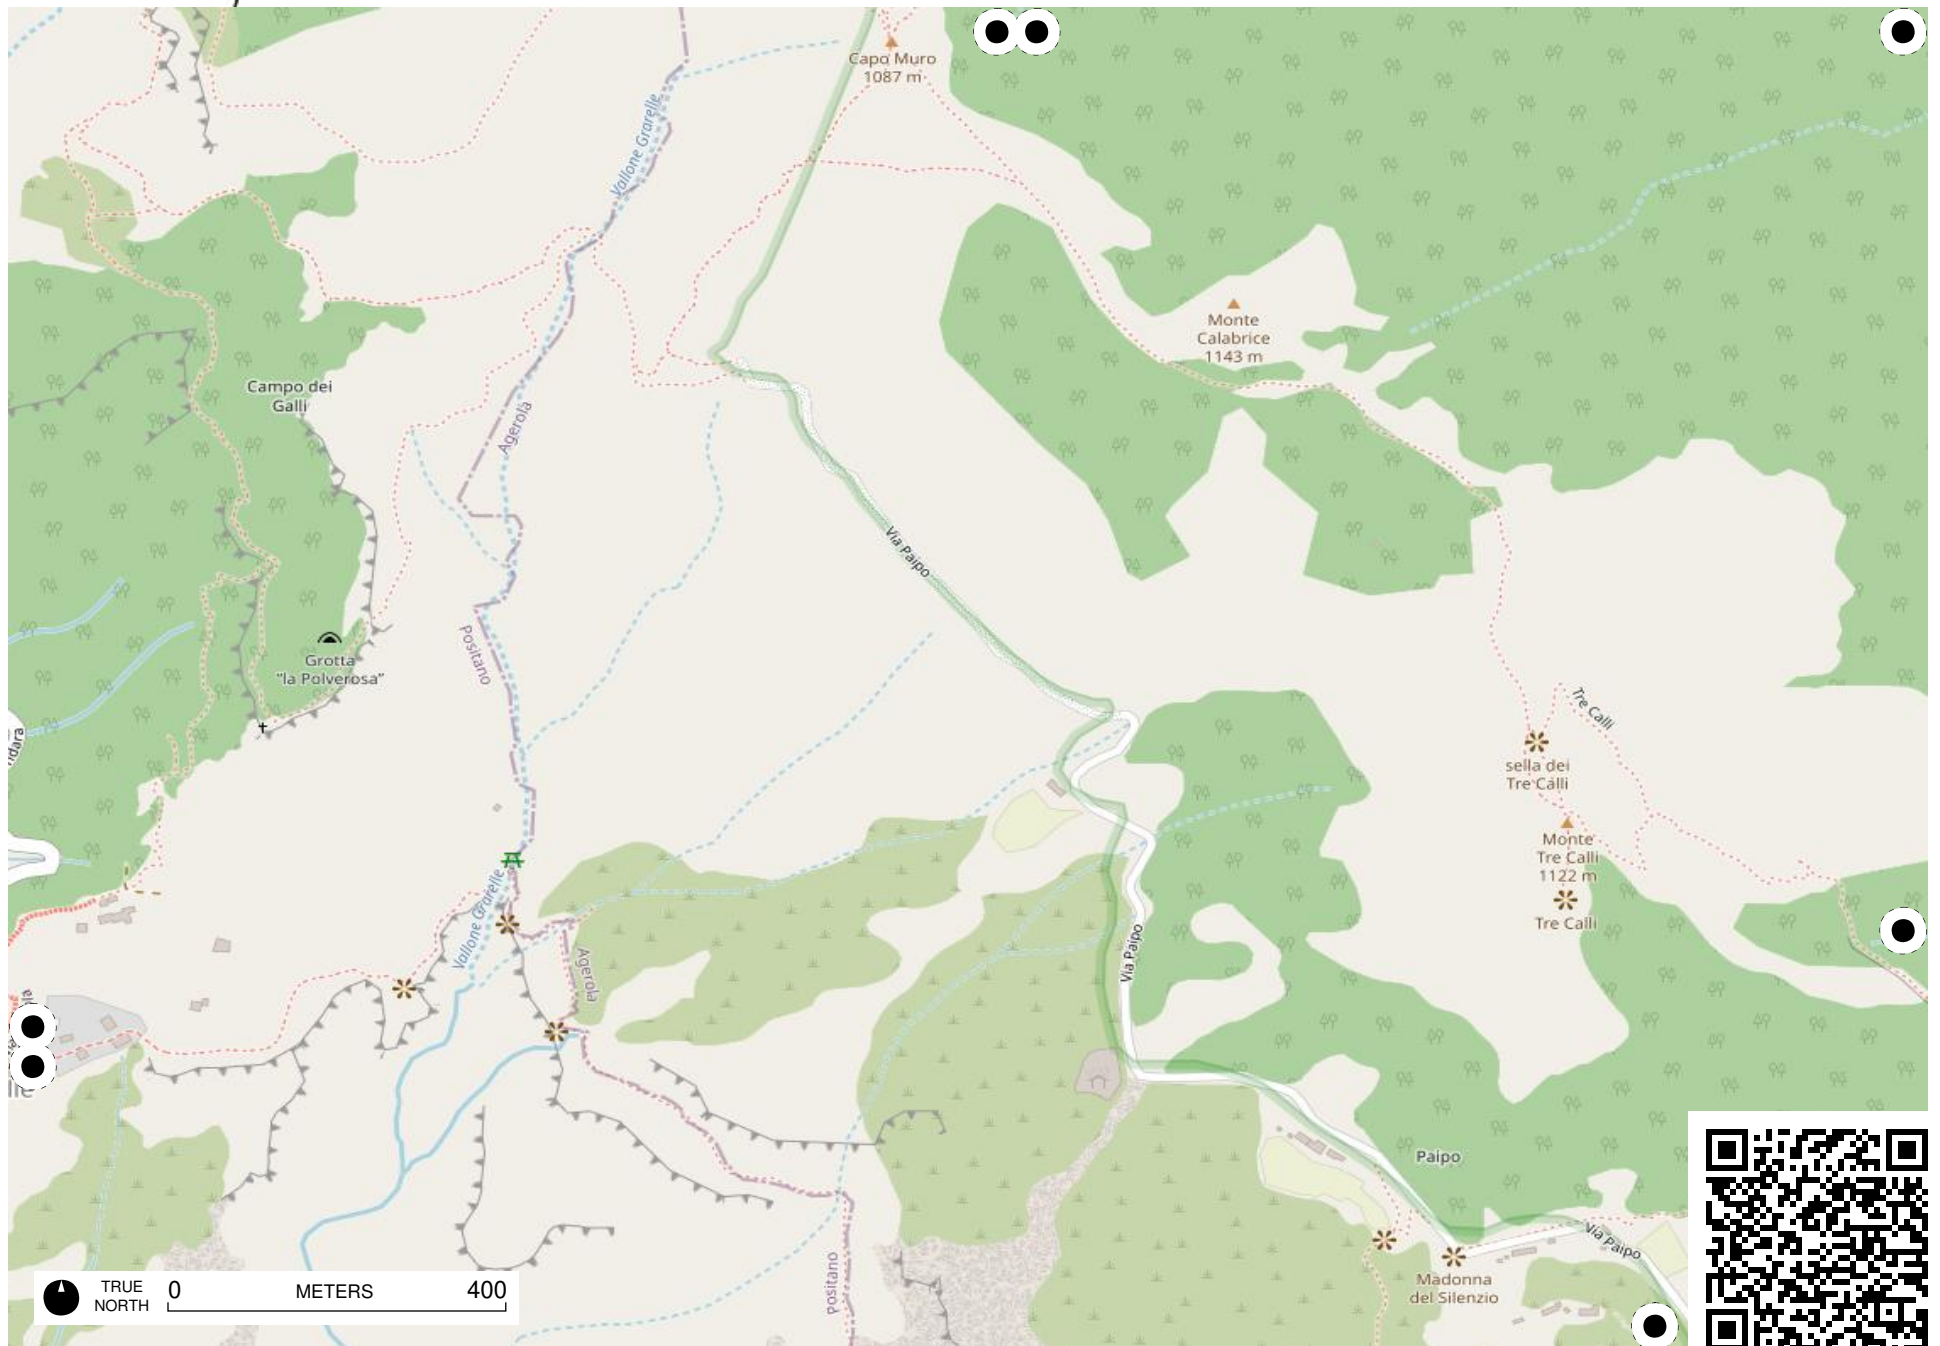 Capo Muro
1087 m
Vallone Grarelle
Monte
Calabrice
1143 m
Campo dei
Galli
Agerola
Via Paipo
Positano
Grotta
"la Polverosa"
Tre Calli
ndara
sella dei
Tre Calli
Monte
Tre Calli
1122 m
Tre Calli
Vallone Grarelle
Agerola
Via Paipo
lle
Paipo
Via Paipo
Positano
Madonna
del Silenzio
TRUE
NORTH
0 METERS 400